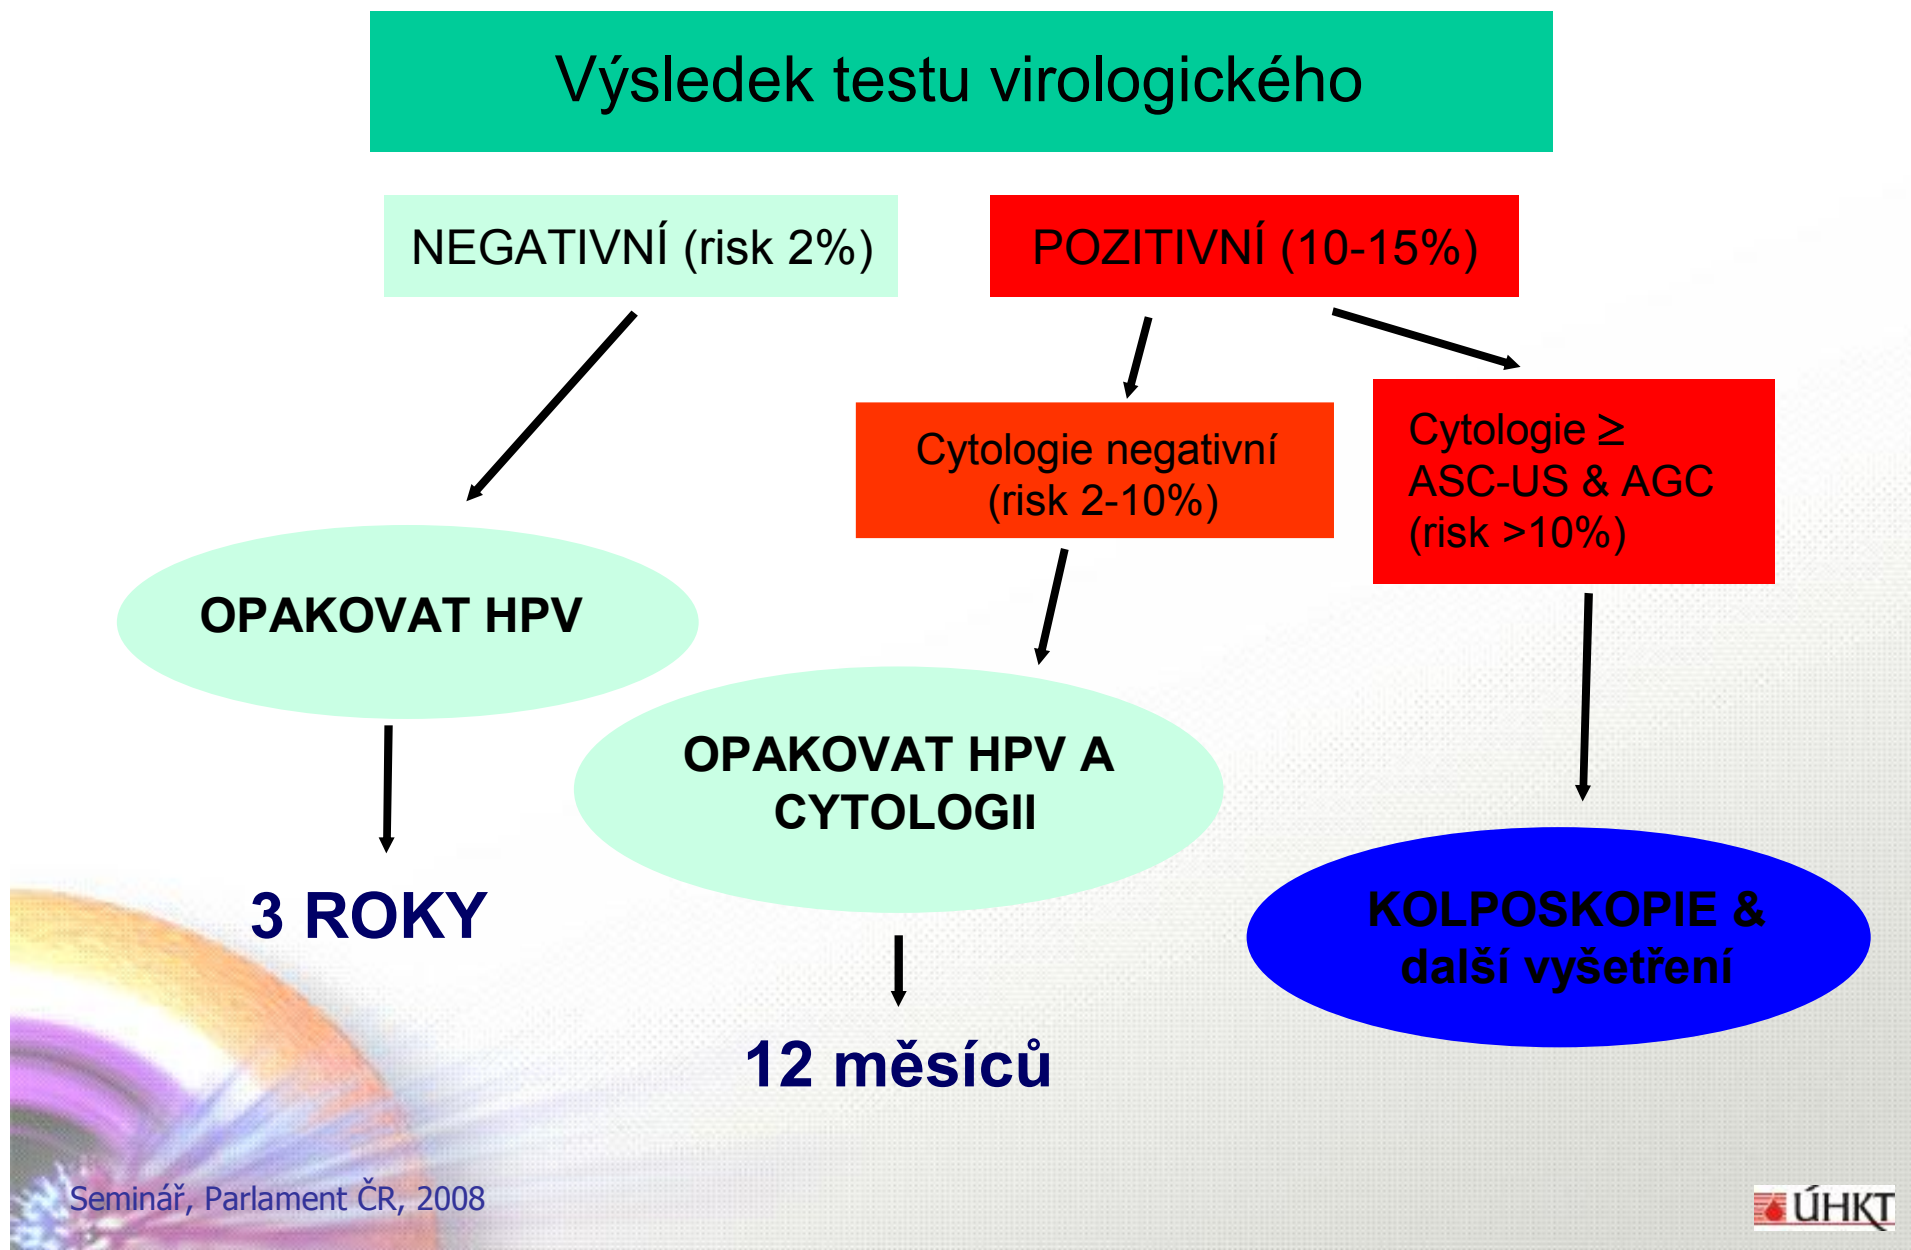 Výsledek testu virologického
NEGATIVNÍ (risk 2%)
POZITIVNÍ (10-15%)
Cytologie negativní
(risk 2-10%)
Cytologie ≥
ASC-US & AGC
(risk >10%)
OPAKOVAT HPV
OPAKOVAT HPV A
CYTOLOGII
3 ROKY
KOLPOSKOPIE &
další vyšetření
12 měsíců
Seminář, Parlament ČR, 2008
ÚHKT